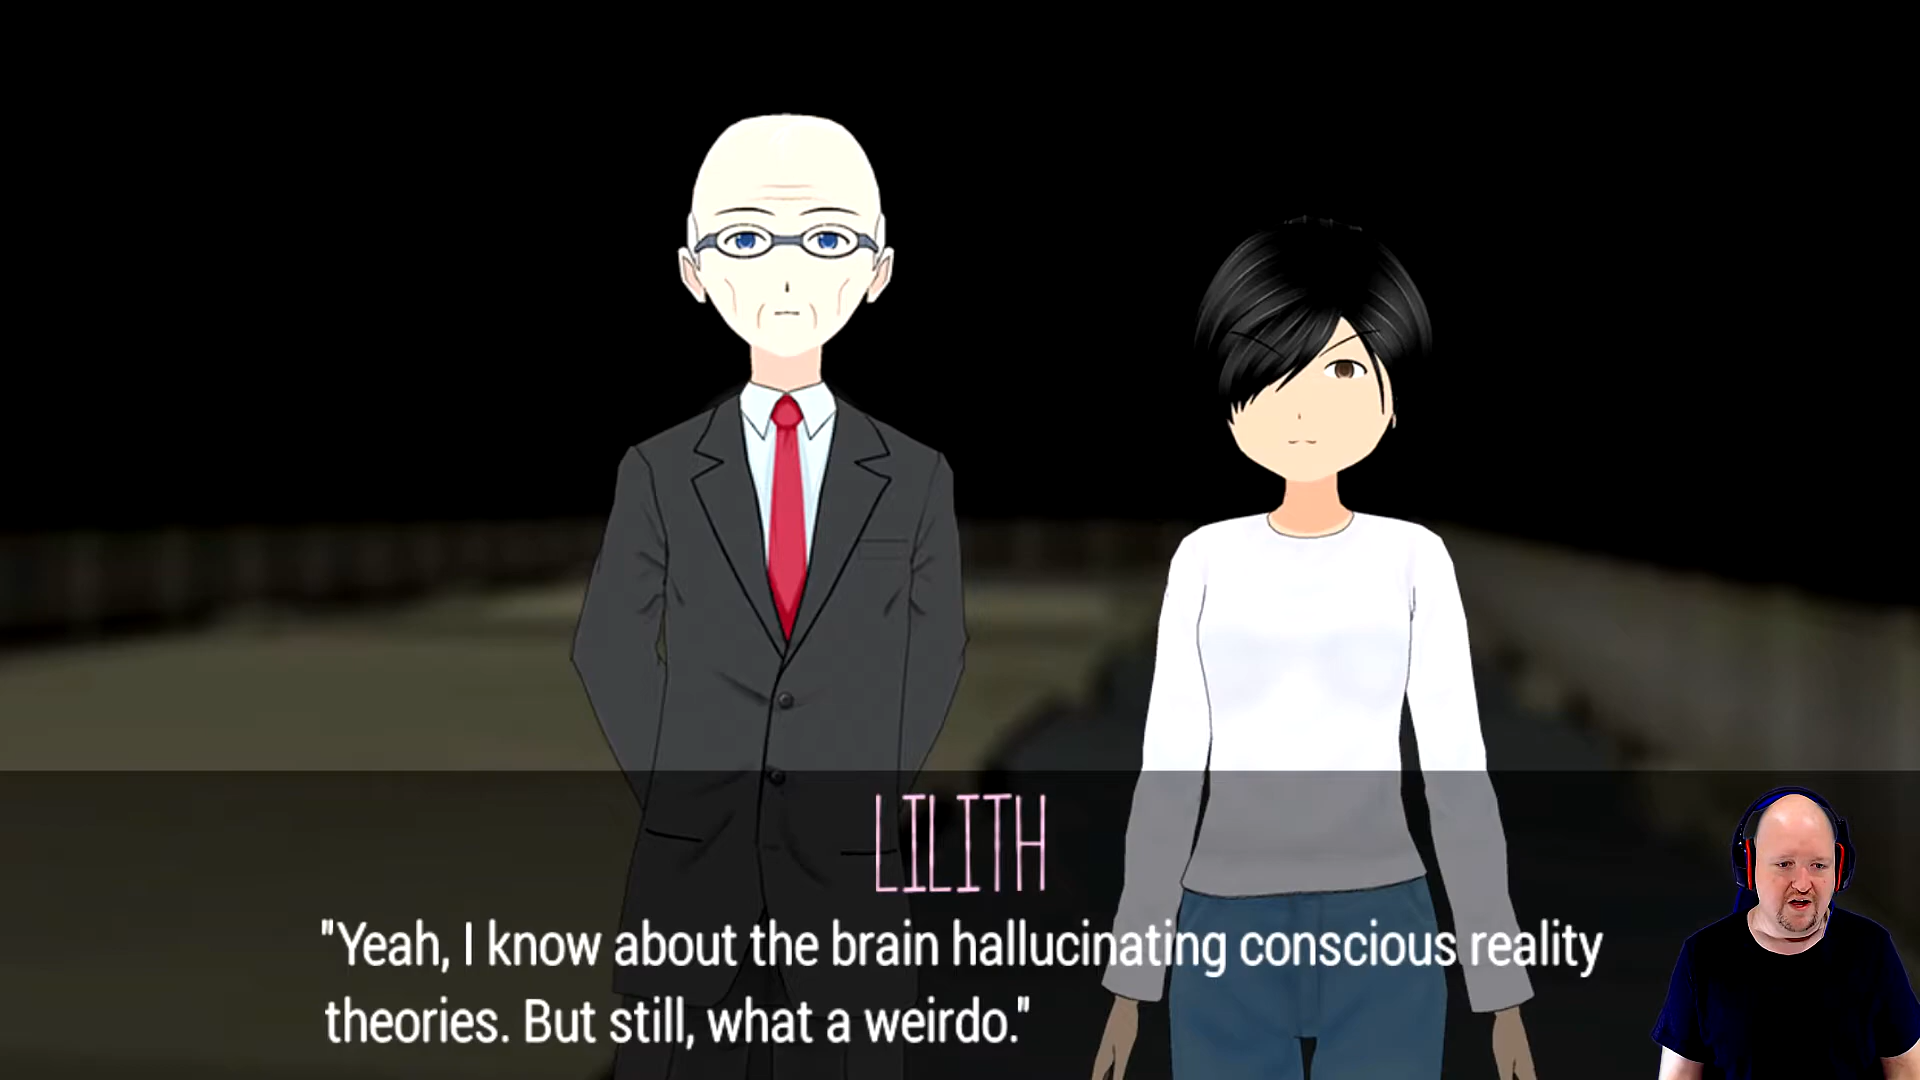 LILITH
"Yeah, I know about the brain hallucinating conscious reality
theories. But still, what a weirdo."